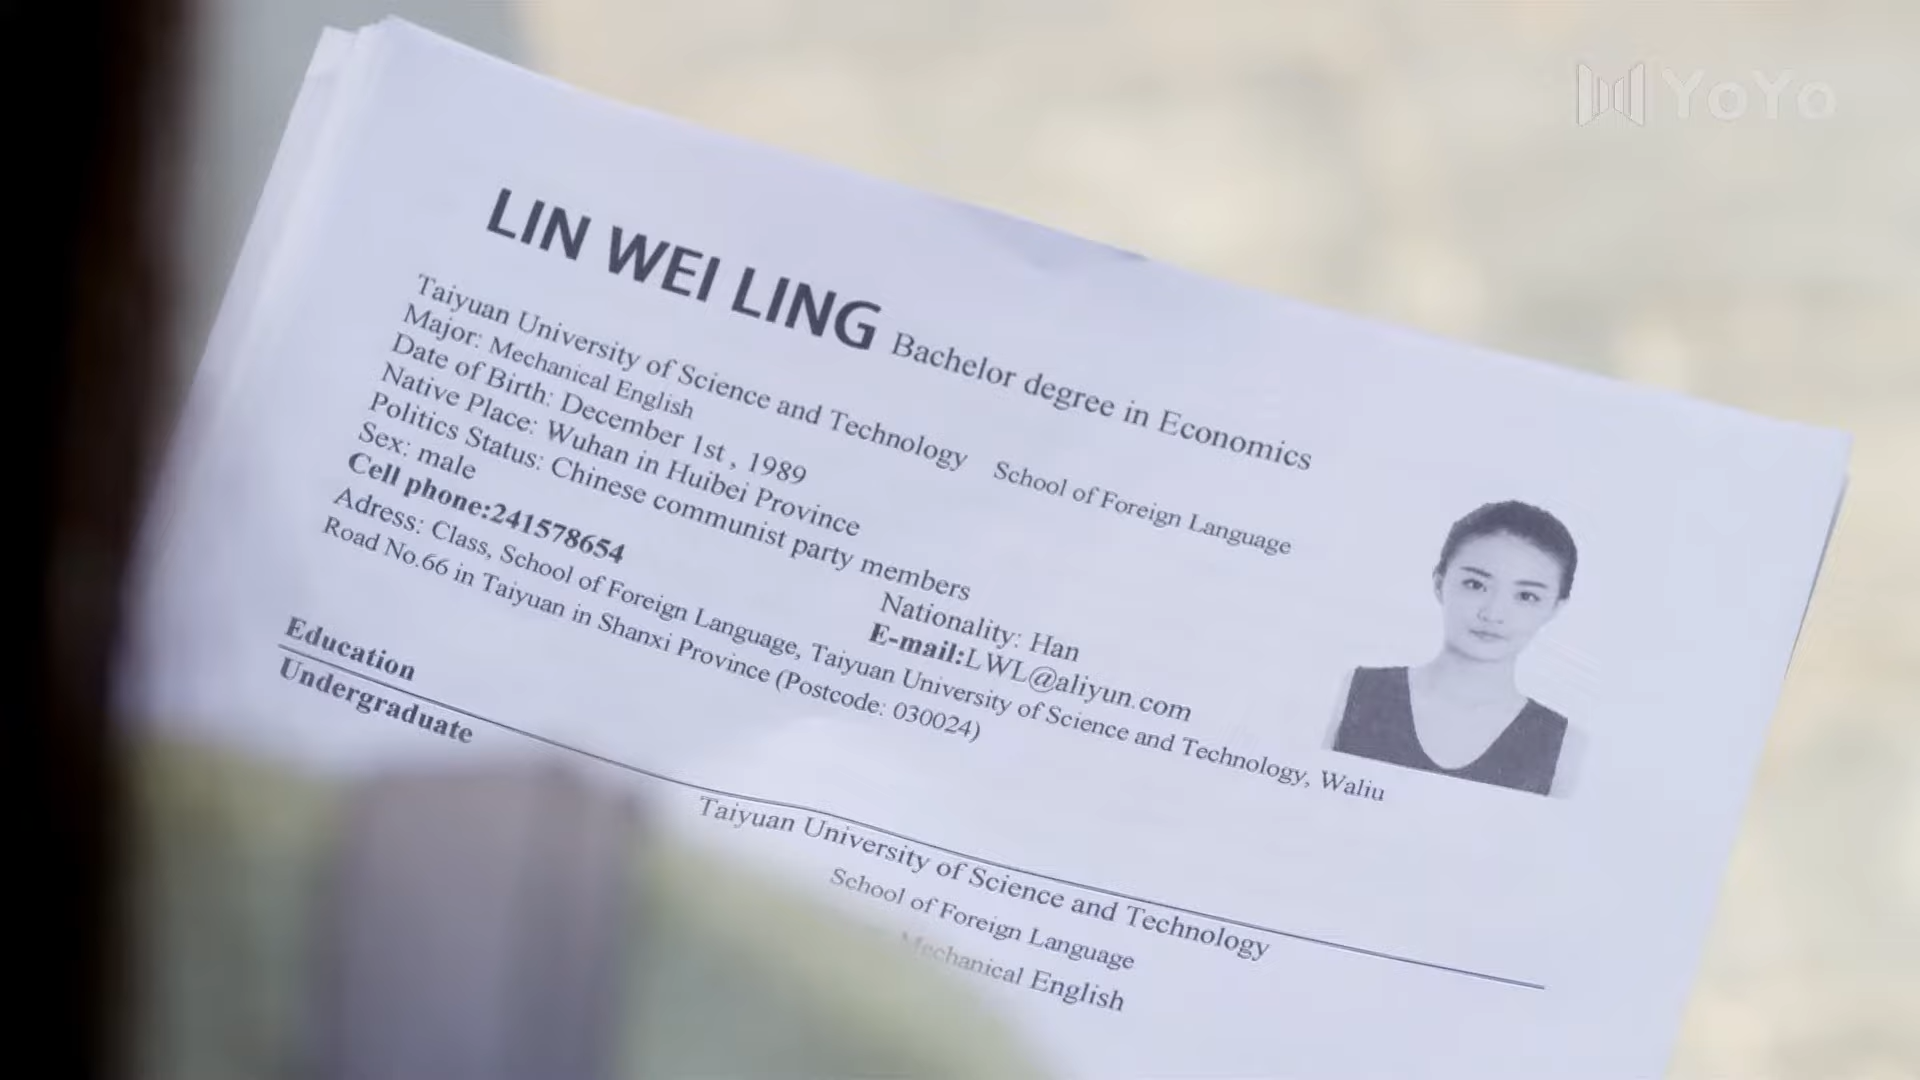 YoYo
LIN WEI LING Bachelor degree in Economics
Taiyuan University of Science and Technology School of Foreign Language
Major: Mechanical English
Date of Birth: December 1st , 1989
Native Place: Wuhan in Huibei Province
Politics Status: Chinese communist party members
Sex: male Nationality: Han
Cell phone:241578654 E-mail:LWL@aliyun.com
Adress: Class, School of Foreign Language, Taiyuan University of Science and Technology, Waliu
Road No.66 in Taiyuan in Shanxi Province (Postcode: 030024)
Education
Undergraduate
Taiyuan University of Science and Technology
School of Foreign Language
Mechanical English